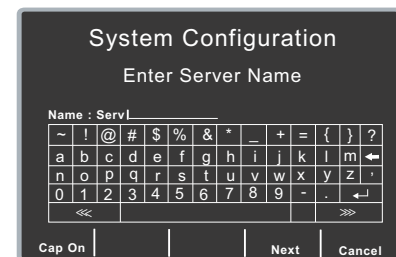 System Configuration
Enter Server Name
Name : Serv
~ ! @ # $ % & * _ + = { } ?
a b c d e f g h i j k l m ←
n o p q r s t u v w x y z '
0 1 2 3 4 5 6 7 8 9 - . ↵
⋘ ⋙
Cap On Next Cancel